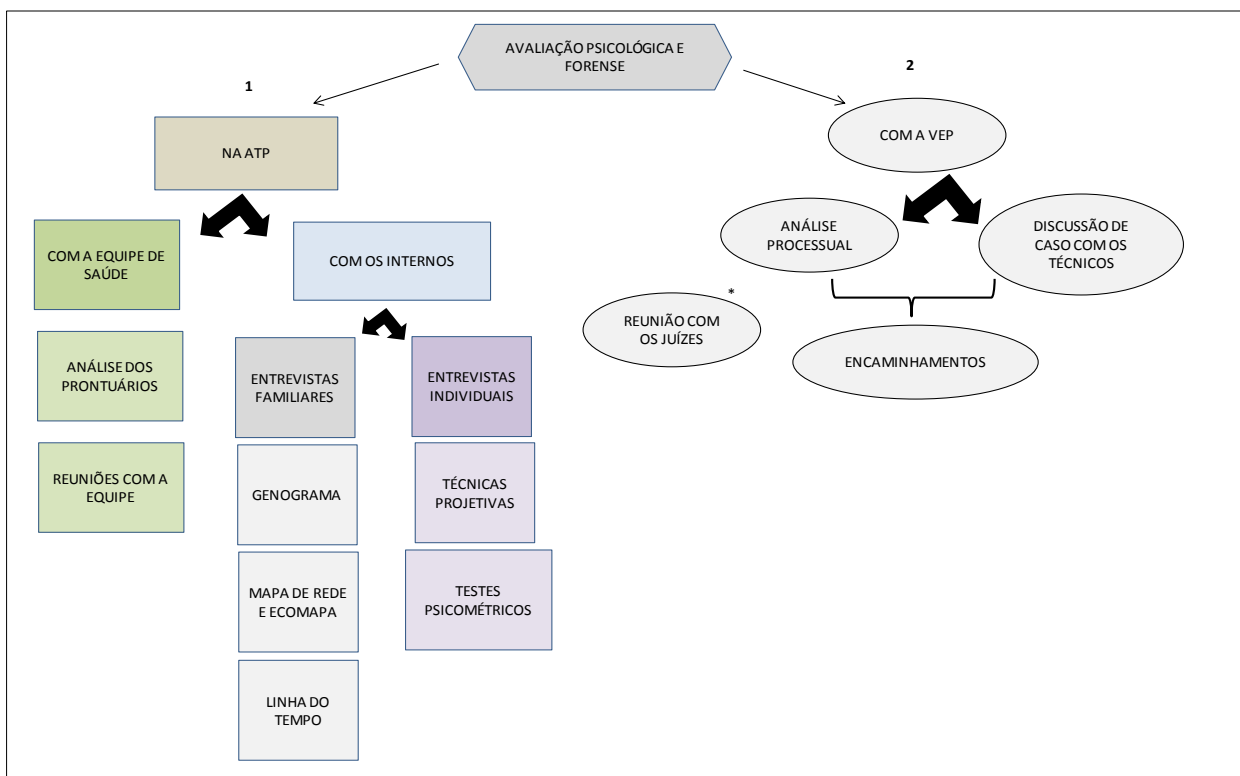 AVALIAÇÃO PSICOLÓGICA E
FORENSE
1
2
NA ATP
COM A VEP
COM A EQUIPE DE
SAÚDE
COM OS INTERNOS
ANÁLISE
PROCESSUAL
DISCUSSÃO DE
CASO COM OS
TÉCNICOS
*
REUNIÃO COM
OS JUÍZES
ENCAMINHAMENTOS
ANÁLISE DOS
PRONTUÁRIOS
ENTREVISTAS
FAMILIARES
ENTREVISTAS
INDIVIDUAIS
REUNIÕES COM A
EQUIPE
GENOGRAMA
TÉCNICAS
PROJETIVAS
MAPA DE REDE
E ECOMAPA
TESTES
PSICOMÉTRICOS
LINHA DO
TEMPO